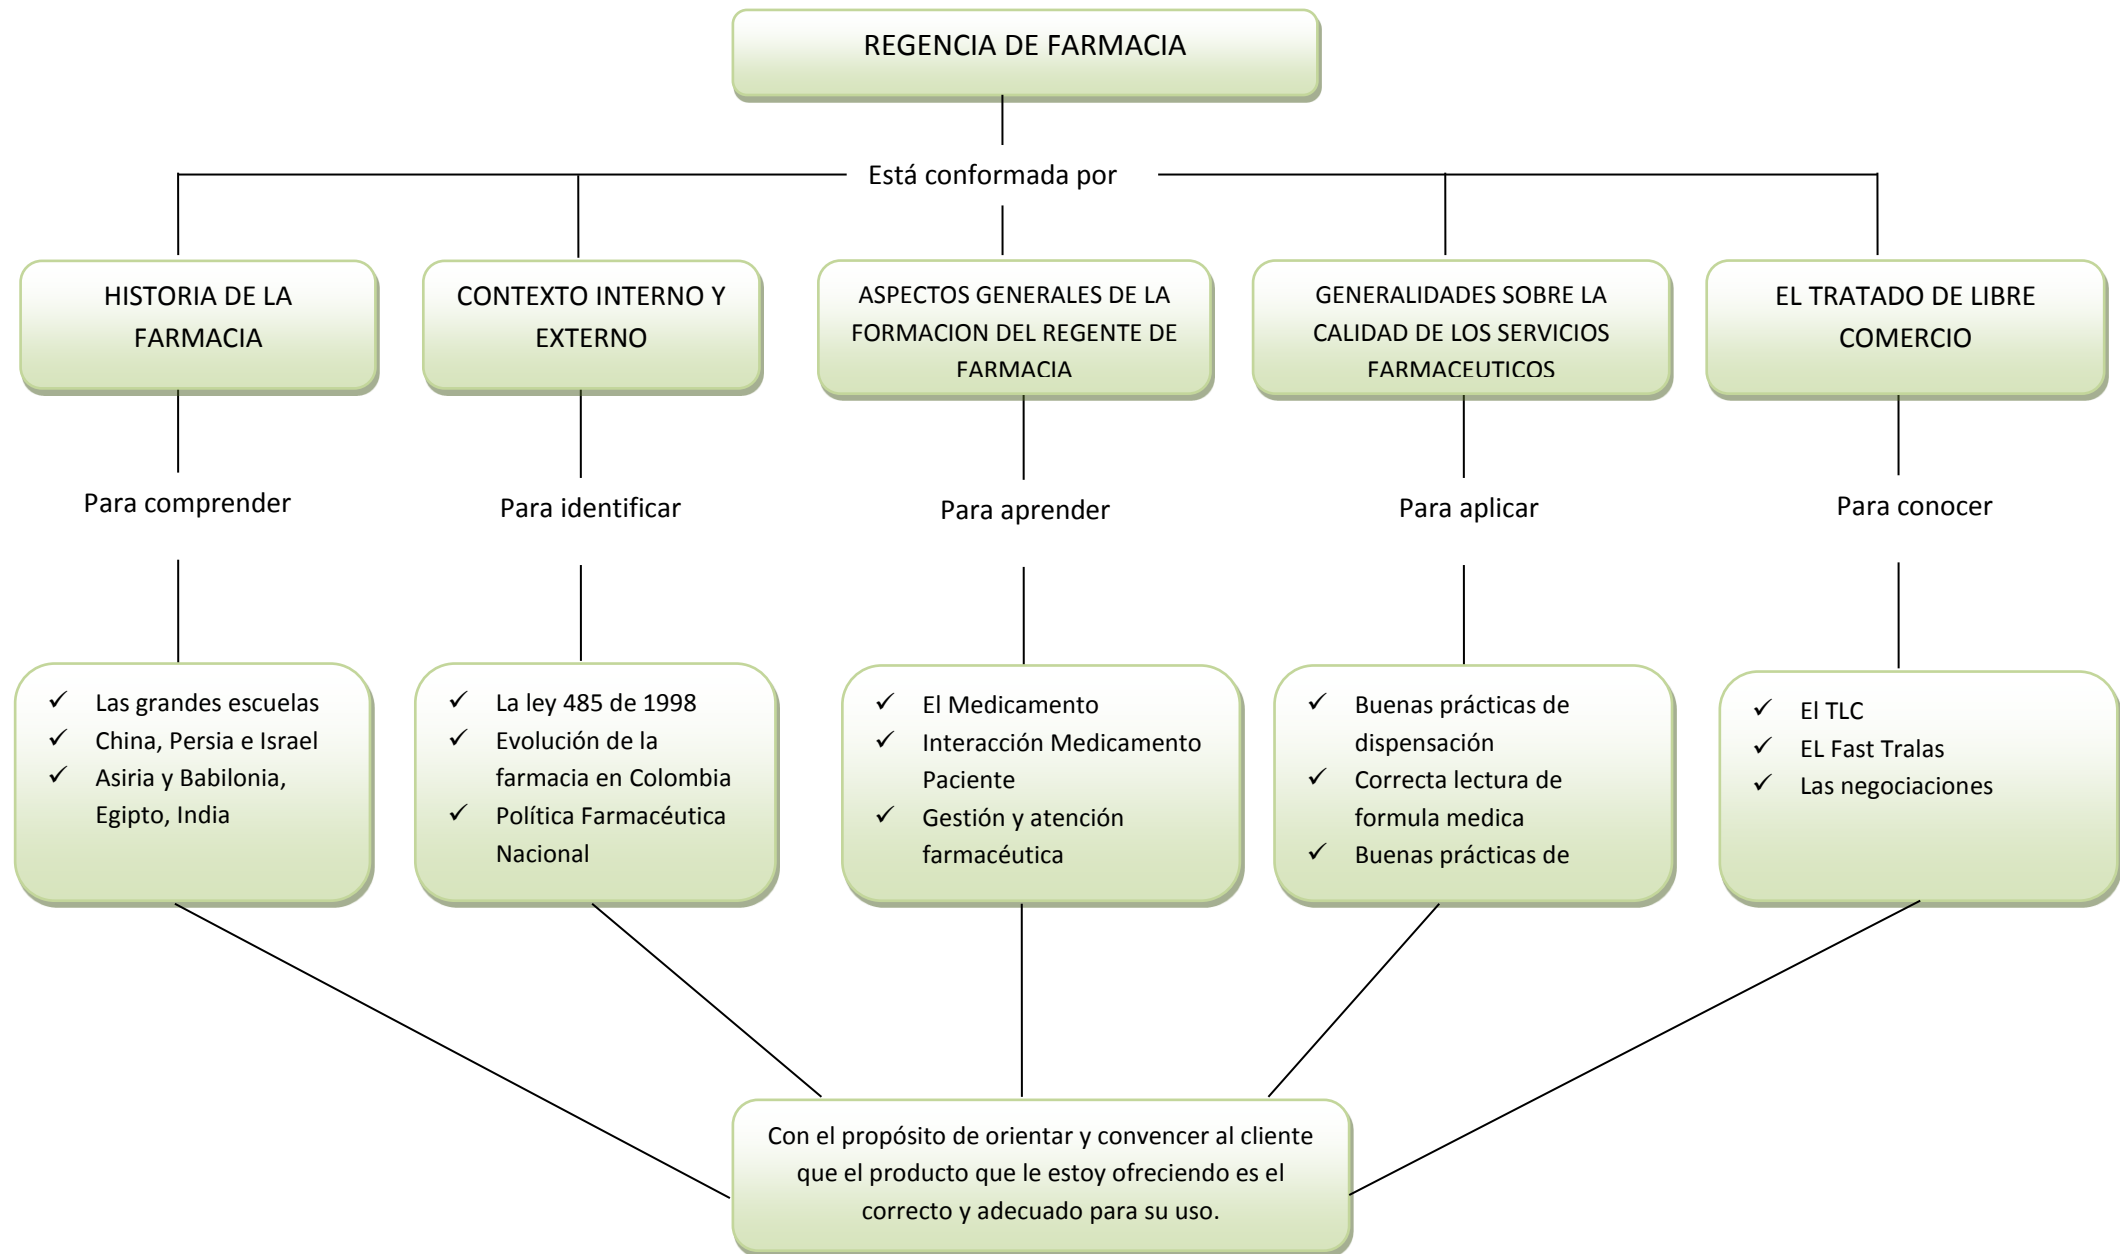 REGENCIA DE FARMACIA
Está conformada por
HISTORIA DE LA
FARMACIA
CONTEXTO INTERNO Y
EXTERNO
ASPECTOS GENERALES DE LA
FORMACION DEL REGENTE DE
FARMACIA
GENERALIDADES SOBRE LA
CALIDAD DE LOS SERVICIOS
FARMACEUTICOS
EL TRATADO DE LIBRE
COMERCIO
Para comprender
Para identificar
Para aprender
Para aplicar
Para conocer
✓ Las grandes escuelas
✓ China, Persia e Israel
✓ Asiria y Babilonia,
Egipto, India
✓ La ley 485 de 1998
✓ Evolución de la
farmacia en Colombia
✓ Política Farmacéutica
Nacional
✓ El Medicamento
✓ Interacción Medicamento
Paciente
✓ Gestión y atención
farmacéutica
✓ Buenas prácticas de
dispensación
✓ Correcta lectura de
formula medica
✓ Buenas prácticas de
✓ El TLC
✓ EL Fast Tralas
✓ Las negociaciones
Con el propósito de orientar y convencer al cliente
que el producto que le estoy ofreciendo es el
correcto y adecuado para su uso.